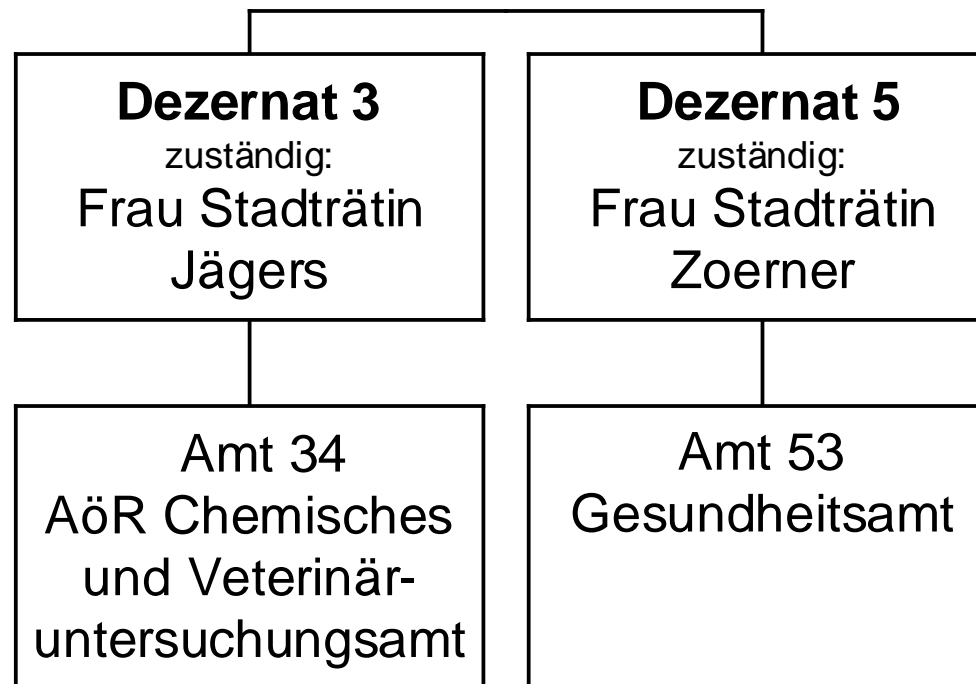 Dezernat 3
zuständig:
Frau Stadträtin
Jägers
Dezernat 5
zuständig:
Frau Stadträtin
Zoerner
Amt 34
AöR Chemisches
und Veterinär-
untersuchungsamt
Amt 53
Gesundheitsamt